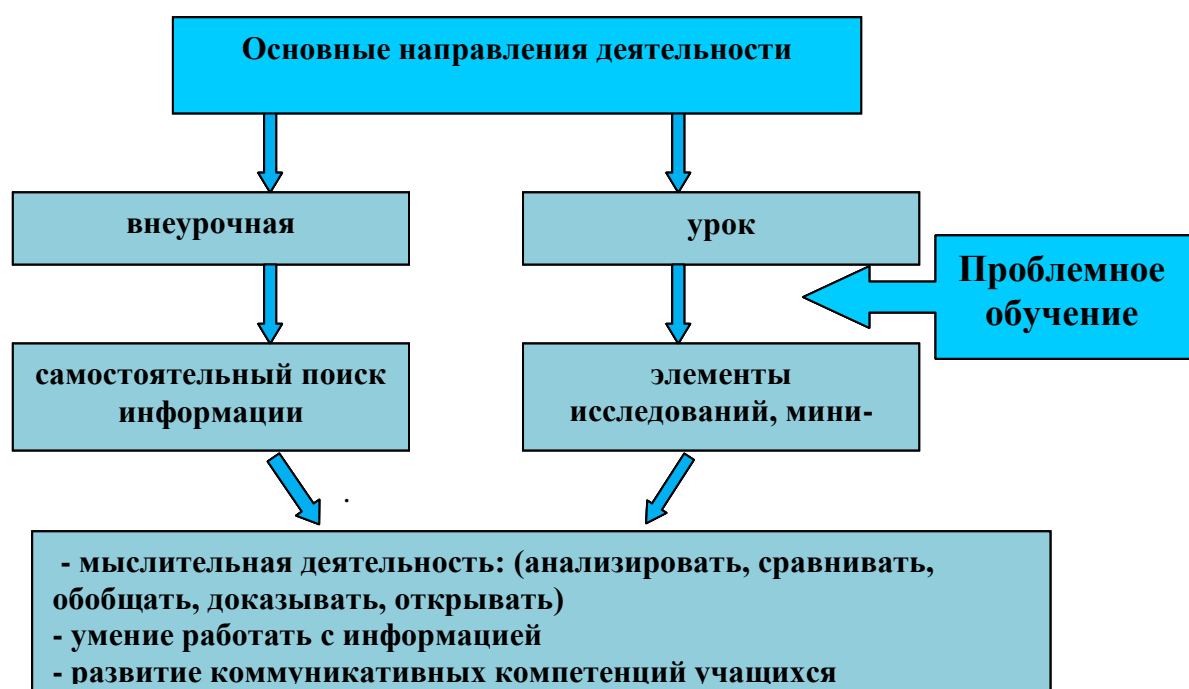 Основные направления деятельности
внеурочная
урок
Проблемное
обучение
самостоятельный поиск
информации
элементы
исследований, мини-
.
- мыслительная деятельность: (анализировать, сравнивать,
обобщать, доказывать, открывать)
- умение работать с информацией
- развитие коммуникативных компетенций учащихся